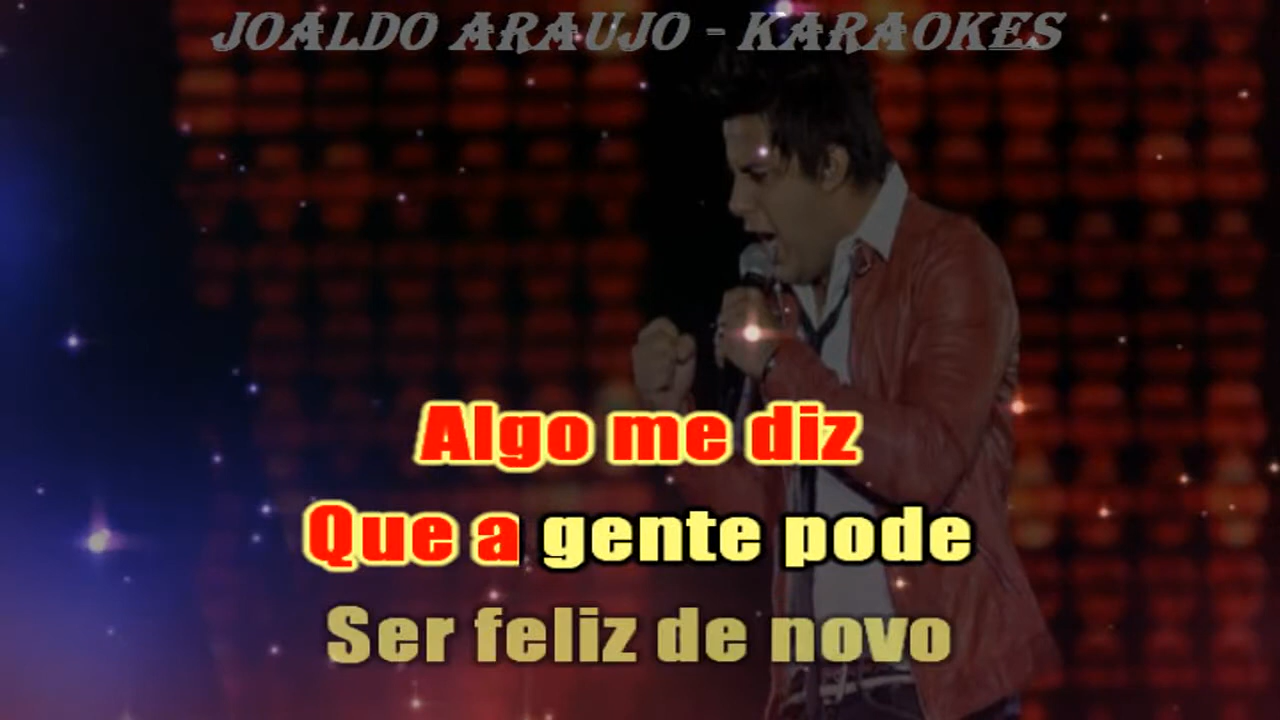 JOALDO ARAUJO - KARAOKES
Algo me diz
Que a gente pode
Ser feliz de novo